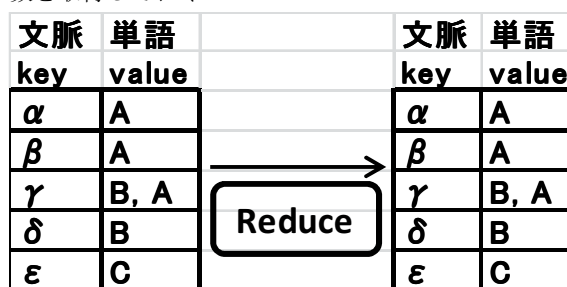 文脈 単語 文脈 単語
key value key value
α A α A
β A β A
γ B, A γ B, A
δ B δ B
ε C ε C
Reduce